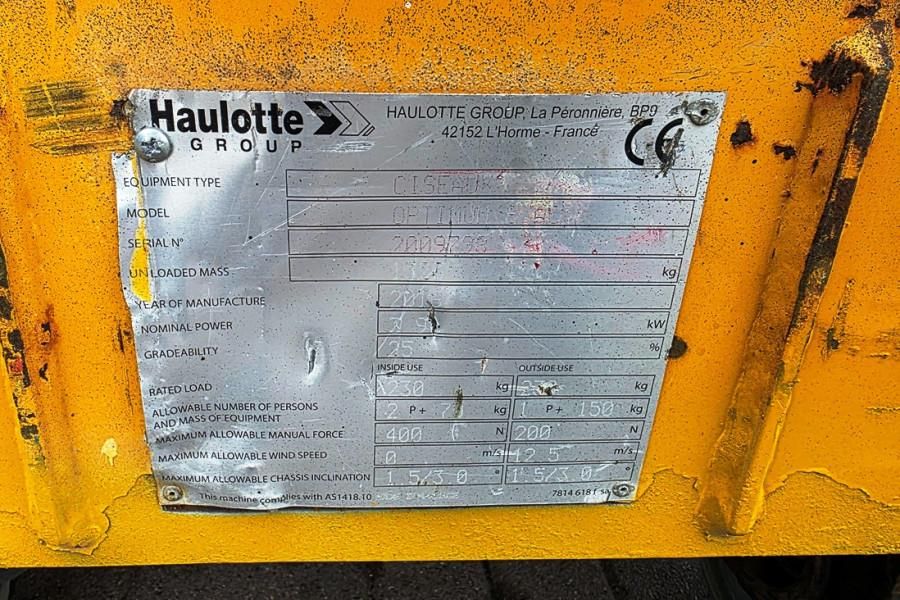 Haulotte
GROUP
HAULOTTE GROUP, La Péronnière, BP9
42152 L'Horme - France
CE
EQUIPMENT TYPE CISEAUX
MODEL OPTIMUM 8
SERIAL N°
UNLOADED MASS kg
YEAR OF MANUFACTURE
NOMINAL POWER kW
GRADEABILITY 25 %
INSIDE USE OUTSIDE USE
RATED LOAD 230 kg kg
ALLOWABLE NUMBER OF PERSONS
AND MASS OF EQUIPMENT 2 P+ kg 1 P+ 150 kg
MAXIMUM ALLOWABLE MANUAL FORCE 400 N 200 N
MAXIMUM ALLOWABLE WIND SPEED 0 m/s 12 5 m/s
MAXIMUM ALLOWABLE CHASSIS INCLINATION 1.5/3.0 ° 1.5/3.0 °
This machine complies with AS1418.10